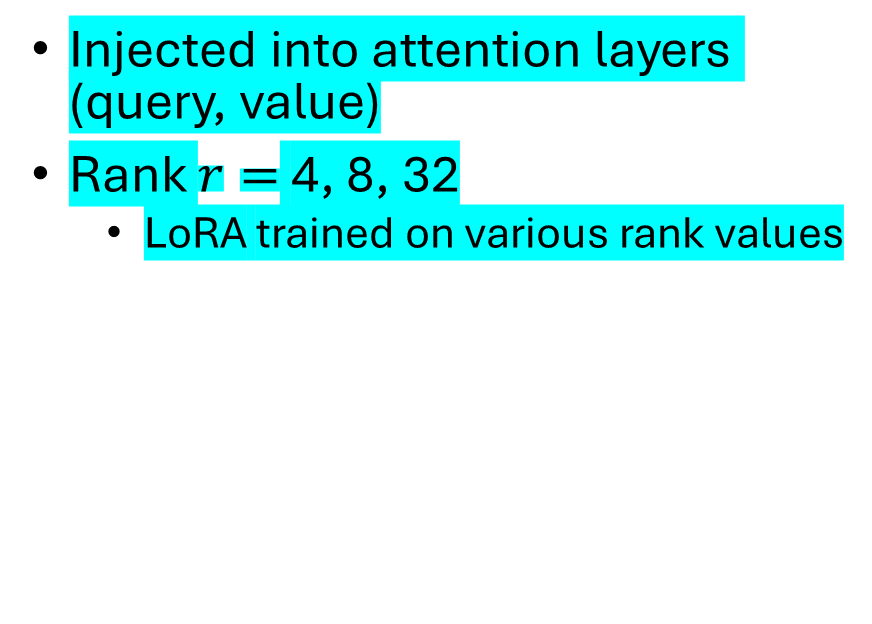 • Injected into attention layers
(query, value)
• Rank 𝑟 = 4, 8, 32
• LoRA trained on various rank values